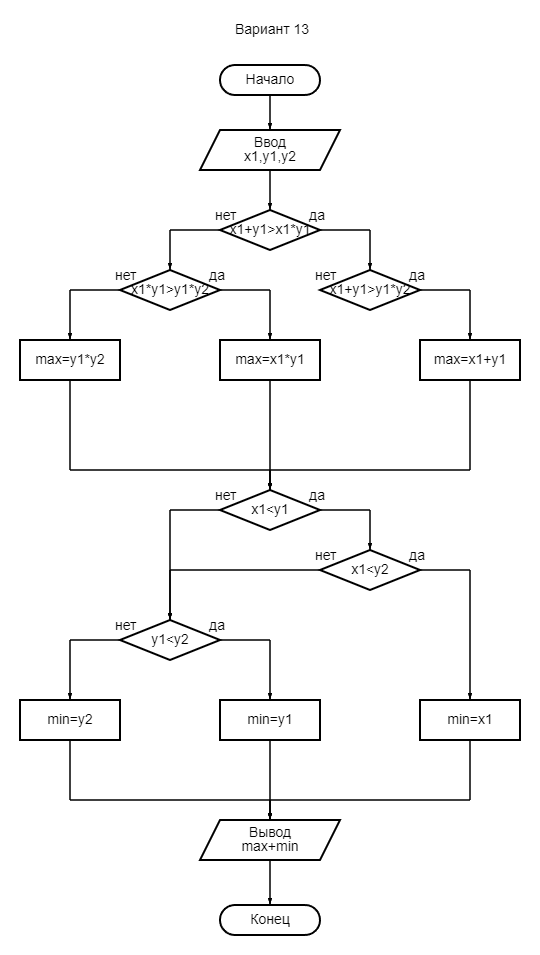 Вариант 13
Начало
Ввод
x1,y1,y2
нет
да
x1+y1>x1*y1
нет
да
нет
да
x1*y1>y1*y2
x1+y1>y1*y2
max=y1*y2
max=x1*y1
max=x1+y1
нет
да
x1<y1
нет
да
x1<y2
нет
да
y1<y2
min=y2
min=y1
min=x1
Вывод
max+min
Конец